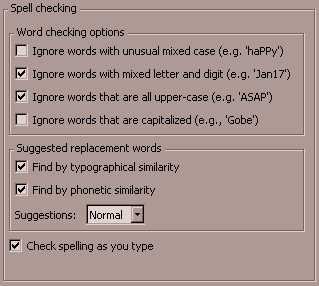 Spell checking
Word checking options
Ignore words with unusual mixed case (e.g. 'haPPy')
Ignore words with mixed letter and digit (e.g. 'Jan17')
Ignore words that are all upper-case (e.g. 'ASAP')
Ignore words that are capitalized (e.g., 'Gobe')
Suggested replacement words
Find by typographical similarity
Find by phonetic similarity
Suggestions: Normal
Check spelling as you type